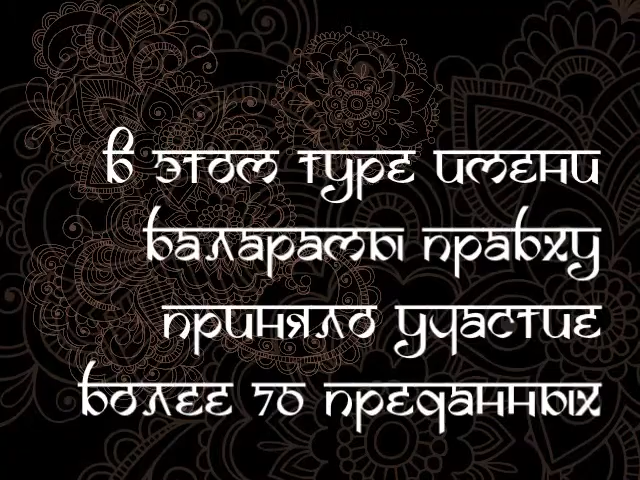 в этом туре имени
баларамы прабху
приняло участие
более 70 преданных